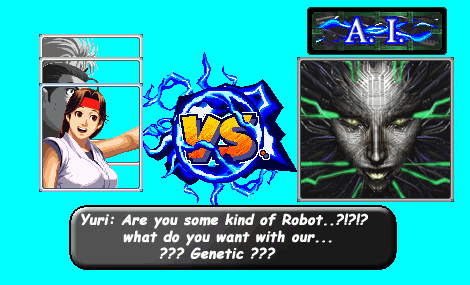 A. I.
VS.
Yuri: Are you some kind of Robot..?!?!?
what do you want with our...
??? Genetic ???